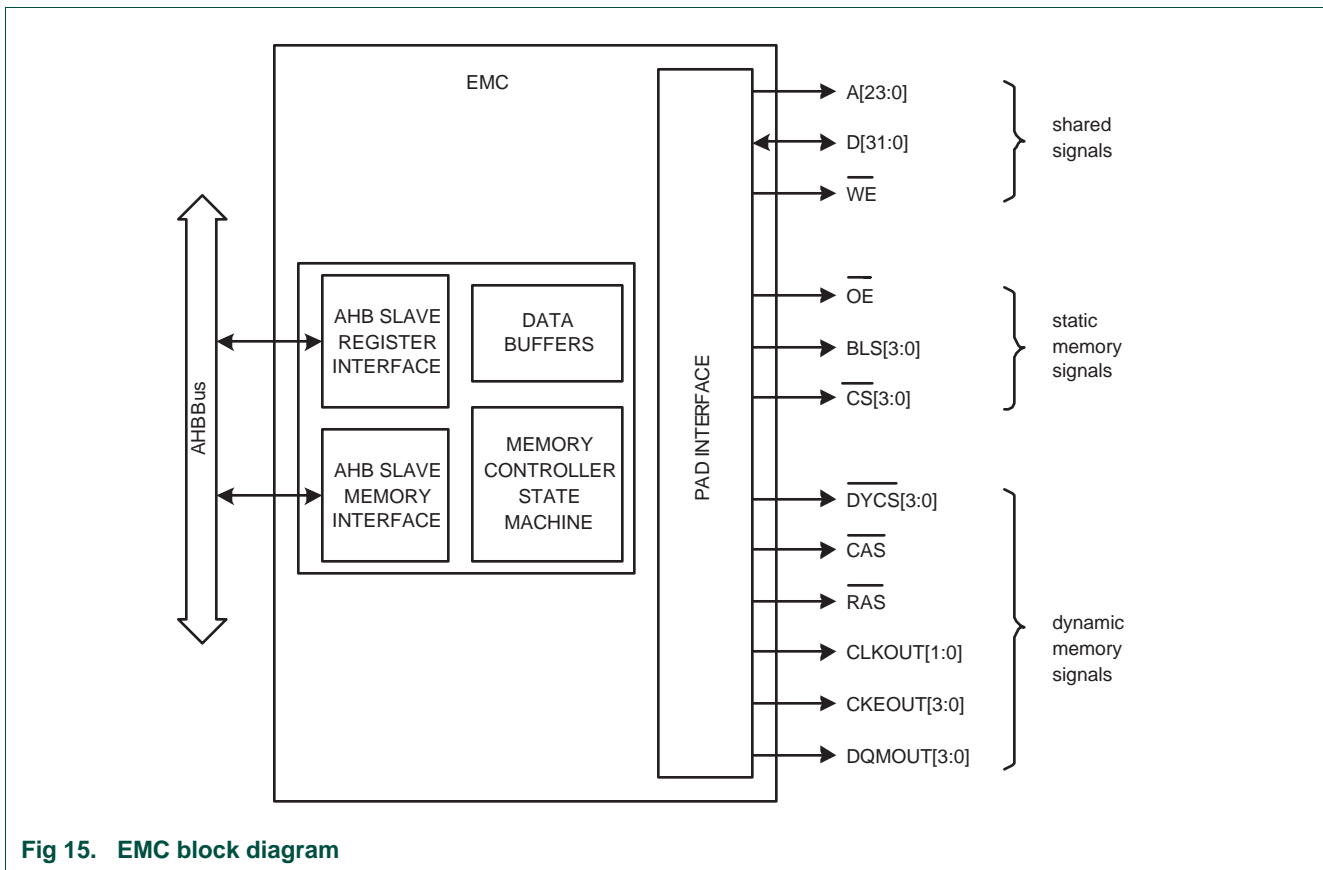 EMC
A[23:0]
D[31:0]
WE
shared
signals
OE
BLS[3:0]
CS[3:0]
static
memory
signals
AHB SLAVE
REGISTER
INTERFACE
DATA
BUFFERS
AHB SLAVE
MEMORY
INTERFACE
MEMORY
CONTROLLER
STATE
MACHINE
AHBBus
PAD INTERFACE
DYCS[3:0]
CAS
RAS
CLKOUT[1:0]
CKEOUT[3:0]
DQMOUT[3:0]
dynamic
memory
signals
Fig 15. EMC block diagram